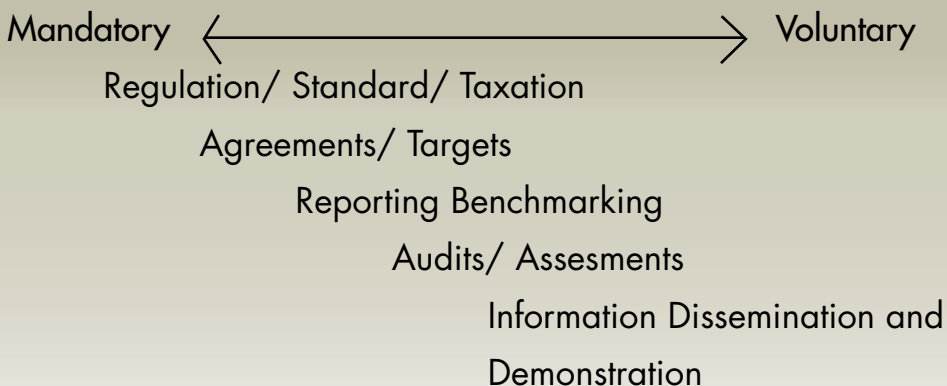 Mandatory Voluntary
Regulation/ Standard/ Taxation
Agreements/ Targets
Reporting Benchmarking
Audits/ Assesments
Information Dissemination and
Demonstration